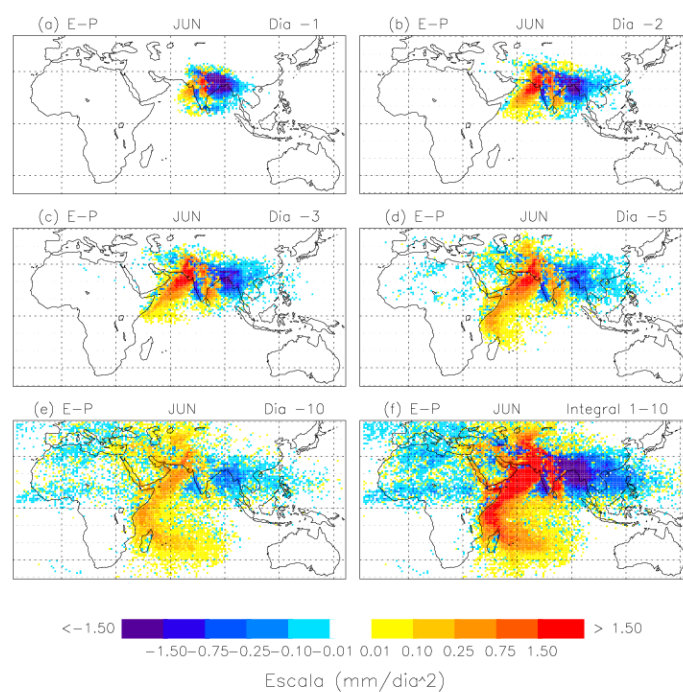 (a) E-P JUN Dia -1
(b) E-P JUN Dia -2
(c) E-P JUN Dia -3
(d) E-P JUN Dia -5
(e) E-P JUN Dia -10
(f) E-P JUN Integral 1-10
<-1.50 > 1.50
-1.50-0.75-0.25-0.10-0.01 0.01 0.10 0.25 0.75 1.50
Escala (mm/dia^2)